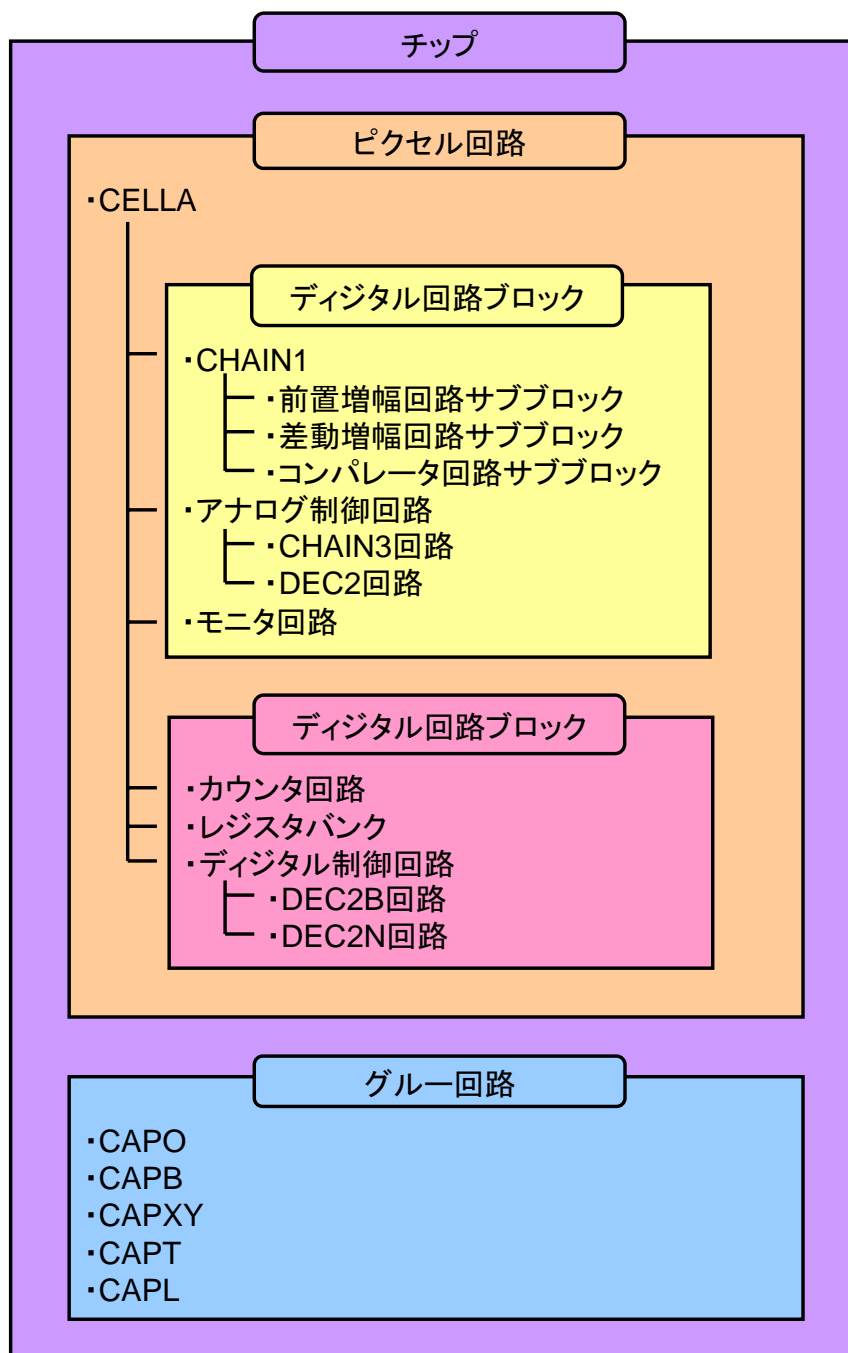 チップ
ピクセル回路
・CELLA
ディジタル回路ブロック
・CHAIN1
・前置増幅回路サブブロック
・差動増幅回路サブブロック
・コンパレータ回路サブブロック
・アナログ制御回路
・CHAIN3回路
・DEC2回路
・モニタ回路
ディジタル回路ブロック
・カウンタ回路
・レジスタバンク
・ディジタル制御回路
・DEC2B回路
・DEC2N回路
グルー回路
・CAPO
・CAPB
・CAPXY
・CAPT
・CAPL